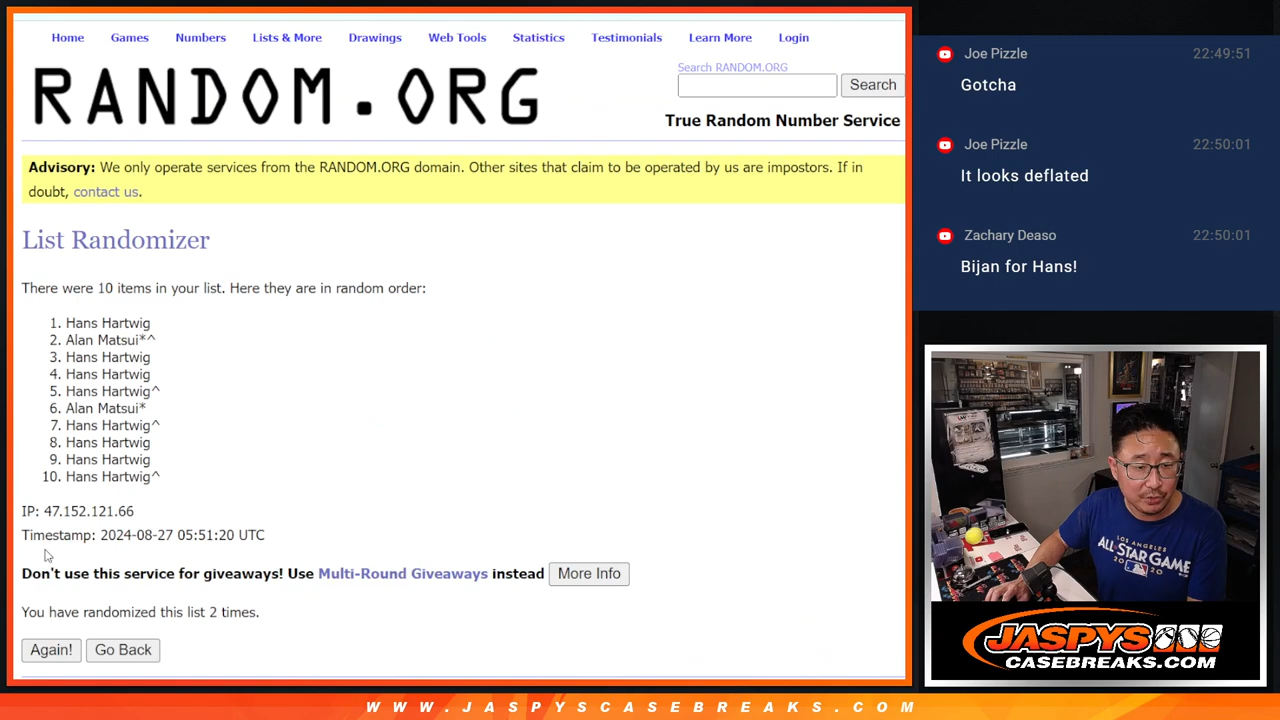 Home Games Numbers Lists & More Drawings Web Tools Statistics Testimonials Learn More Login
RANDOM.ORG
Search RANDOM.ORG
Search
True Random Number Service
Advisory: We only operate services from the RANDOM.ORG domain. Other sites that claim to be operated by us are impostors. If in
doubt, contact us.
List Randomizer
There were 10 items in your list. Here they are in random order:
1. Hans Hartwig
2. Alan Matsui*^
3. Hans Hartwig
4. Hans Hartwig
5. Hans Hartwig^
6. Alan Matsui*
7. Hans Hartwig^
8. Hans Hartwig
9. Hans Hartwig
10. Hans Hartwig^
IP: 47.152.121.66
Timestamp: 2024-08-27 05:51:20 UTC
Don't use this service for giveaways! Use Multi-Round Giveaways instead More Info
You have randomized this list 2 times.
Again! Go Back
Joe Pizzle 22:49:51
Gotcha
Joe Pizzle 22:50:01
It looks deflated
Zachary Deaso 22:50:01
Bijan for Hans!
LOS ANGELES
ALL-STAR GAME
2020
JASPYS
CASEBREAKS.COM
WWW.JASPYSCASEBREAKS.COM